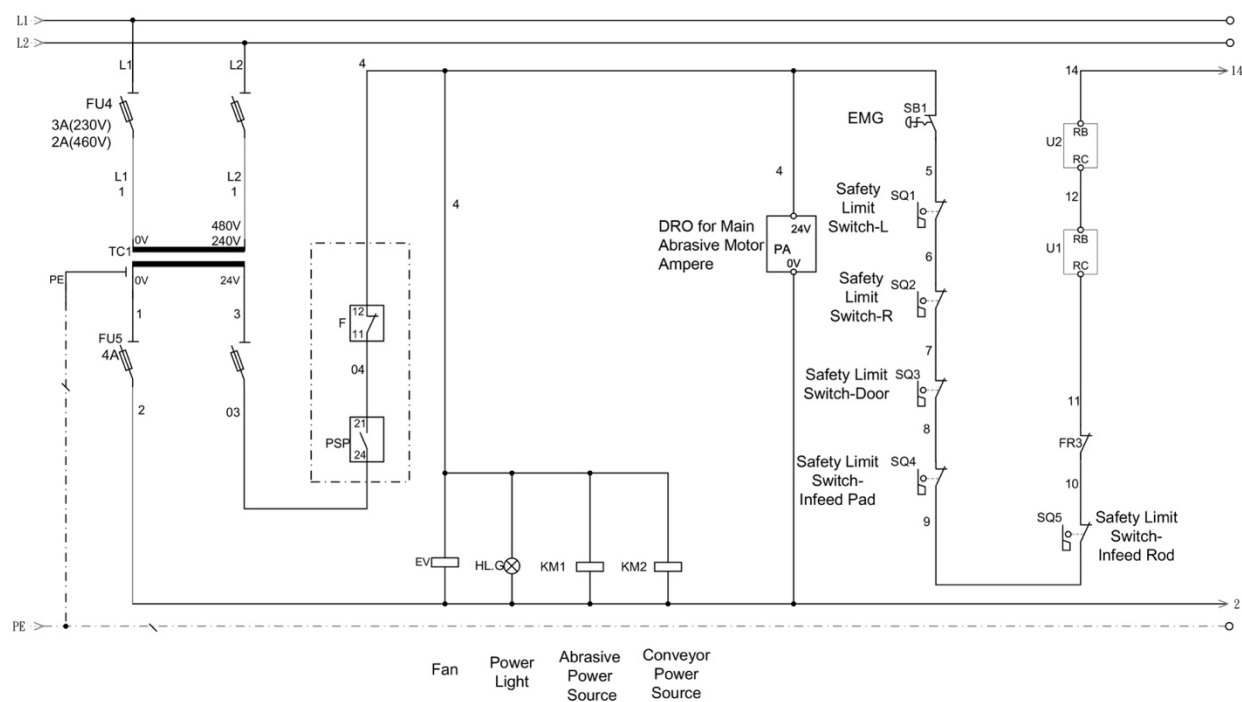 L1
L2
L1
L2
4
14
14
FU4
3A(230V)
2A(460V)
EMG
SB1
U2
RB
RC
L1
1
L2
1
4
4
5
Safety
Limit
Switch-L
SQ1
12
480V
240V
0V
TC1
DRO for Main
Abrasive Motor
Ampere
24V
PA
0V
U1
RB
RC
6
PE
0V
24V
Safety
Limit
Switch-R
SQ2
1
3
F
12
11
FU5
4A
7
04
Safety Limit
Switch-Door
SQ3
2
03
11
PSP
21
24
8
FR3
Safety Limit
Switch-
Infeed Pad
SQ4
10
9
SQ5
Safety Limit
Switch-
Infeed Rod
EV
HL.G
KM1
KM2
2
PE
Fan
Power
Light
Abrasive
Power
Source
Conveyor
Power
Source